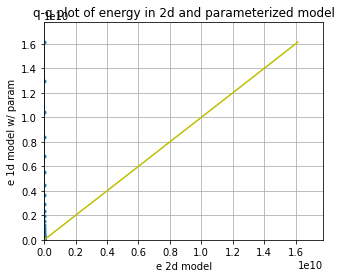 q-q plot of energy in 2d and parameterized model
1e10
1.6
1.4
1.2
1.0
0.8
0.6
0.4
0.2
0.0
e 1d model w/ param
0.0 0.2 0.4 0.6 0.8 1.0 1.2 1.4 1.6
1e10
e 2d model